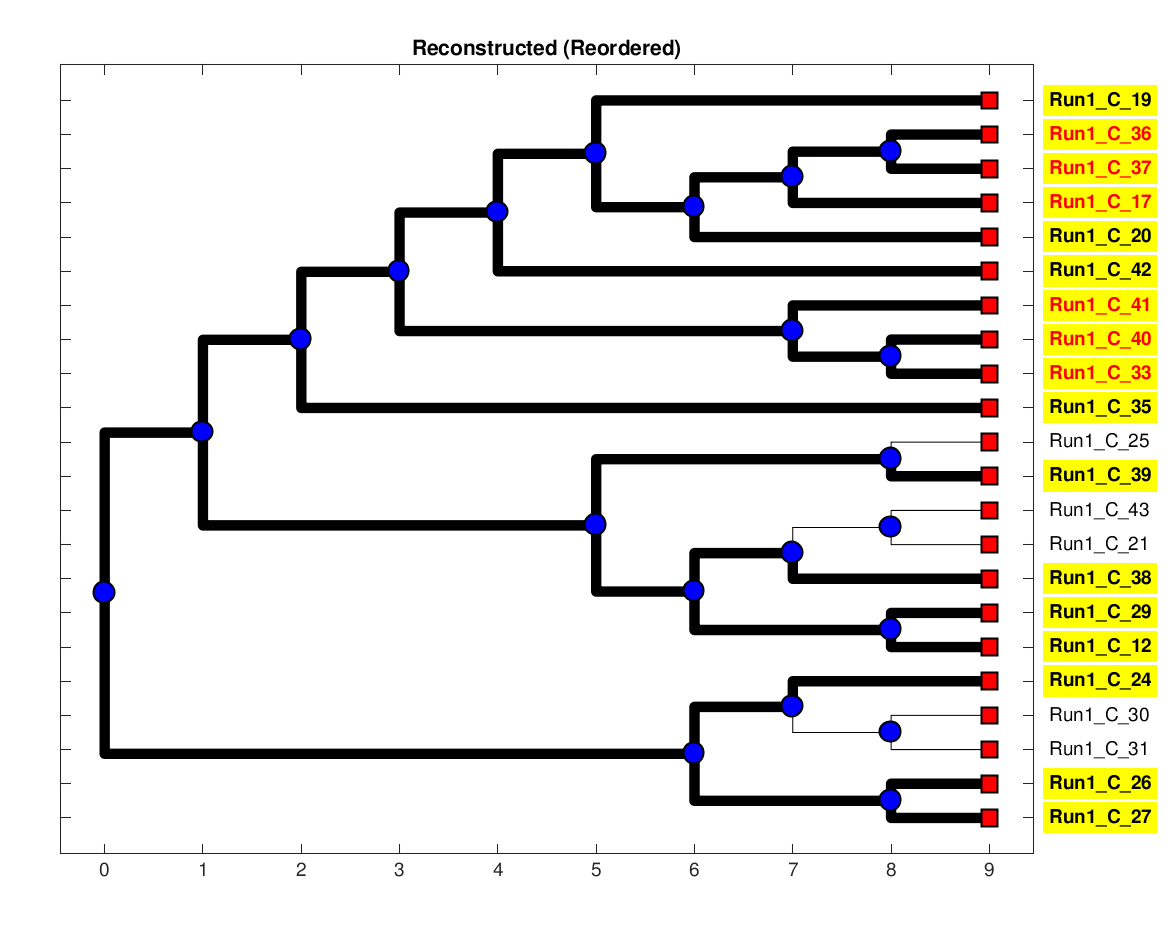 Reconstructed (Reordered)
Run1_C_19
Run1_C_36
Run1_C_37
Run1_C_17
Run1_C_20
Run1_C_42
Run1_C_41
Run1_C_40
Run1_C_33
Run1_C_35
Run1_C_25
Run1_C_39
Run1_C_43
Run1_C_21
Run1_C_38
Run1_C_29
Run1_C_12
Run1_C_24
Run1_C_30
Run1_C_31
Run1_C_26
Run1_C_27
0 1 2 3 4 5 6 7 8 9